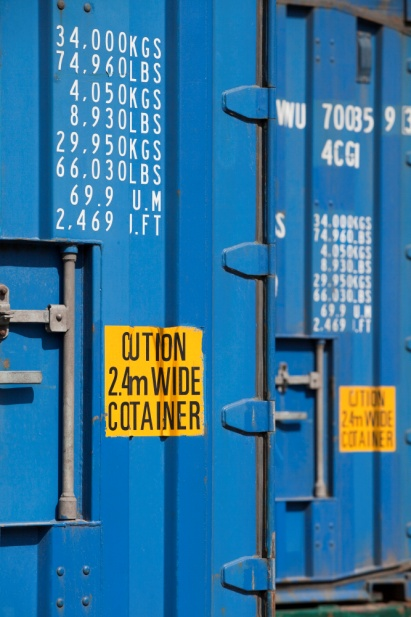 34,000KGS
74,960LBS
4,050KGS
8,930LBS
29,950KGS
66,030LBS
69.9 U.M
2,469 I.FT
CUTION
2.4m WIDE
COTAINER
WU 70035 9 3
4CG1
S
34.000KGS
74.960LBS
4.050KGS
8.930LBS
29.950KGS
66.030LBS
69.9 U.M
2.469 I.FT
CUTION
2.4m WIDE
COTAINER